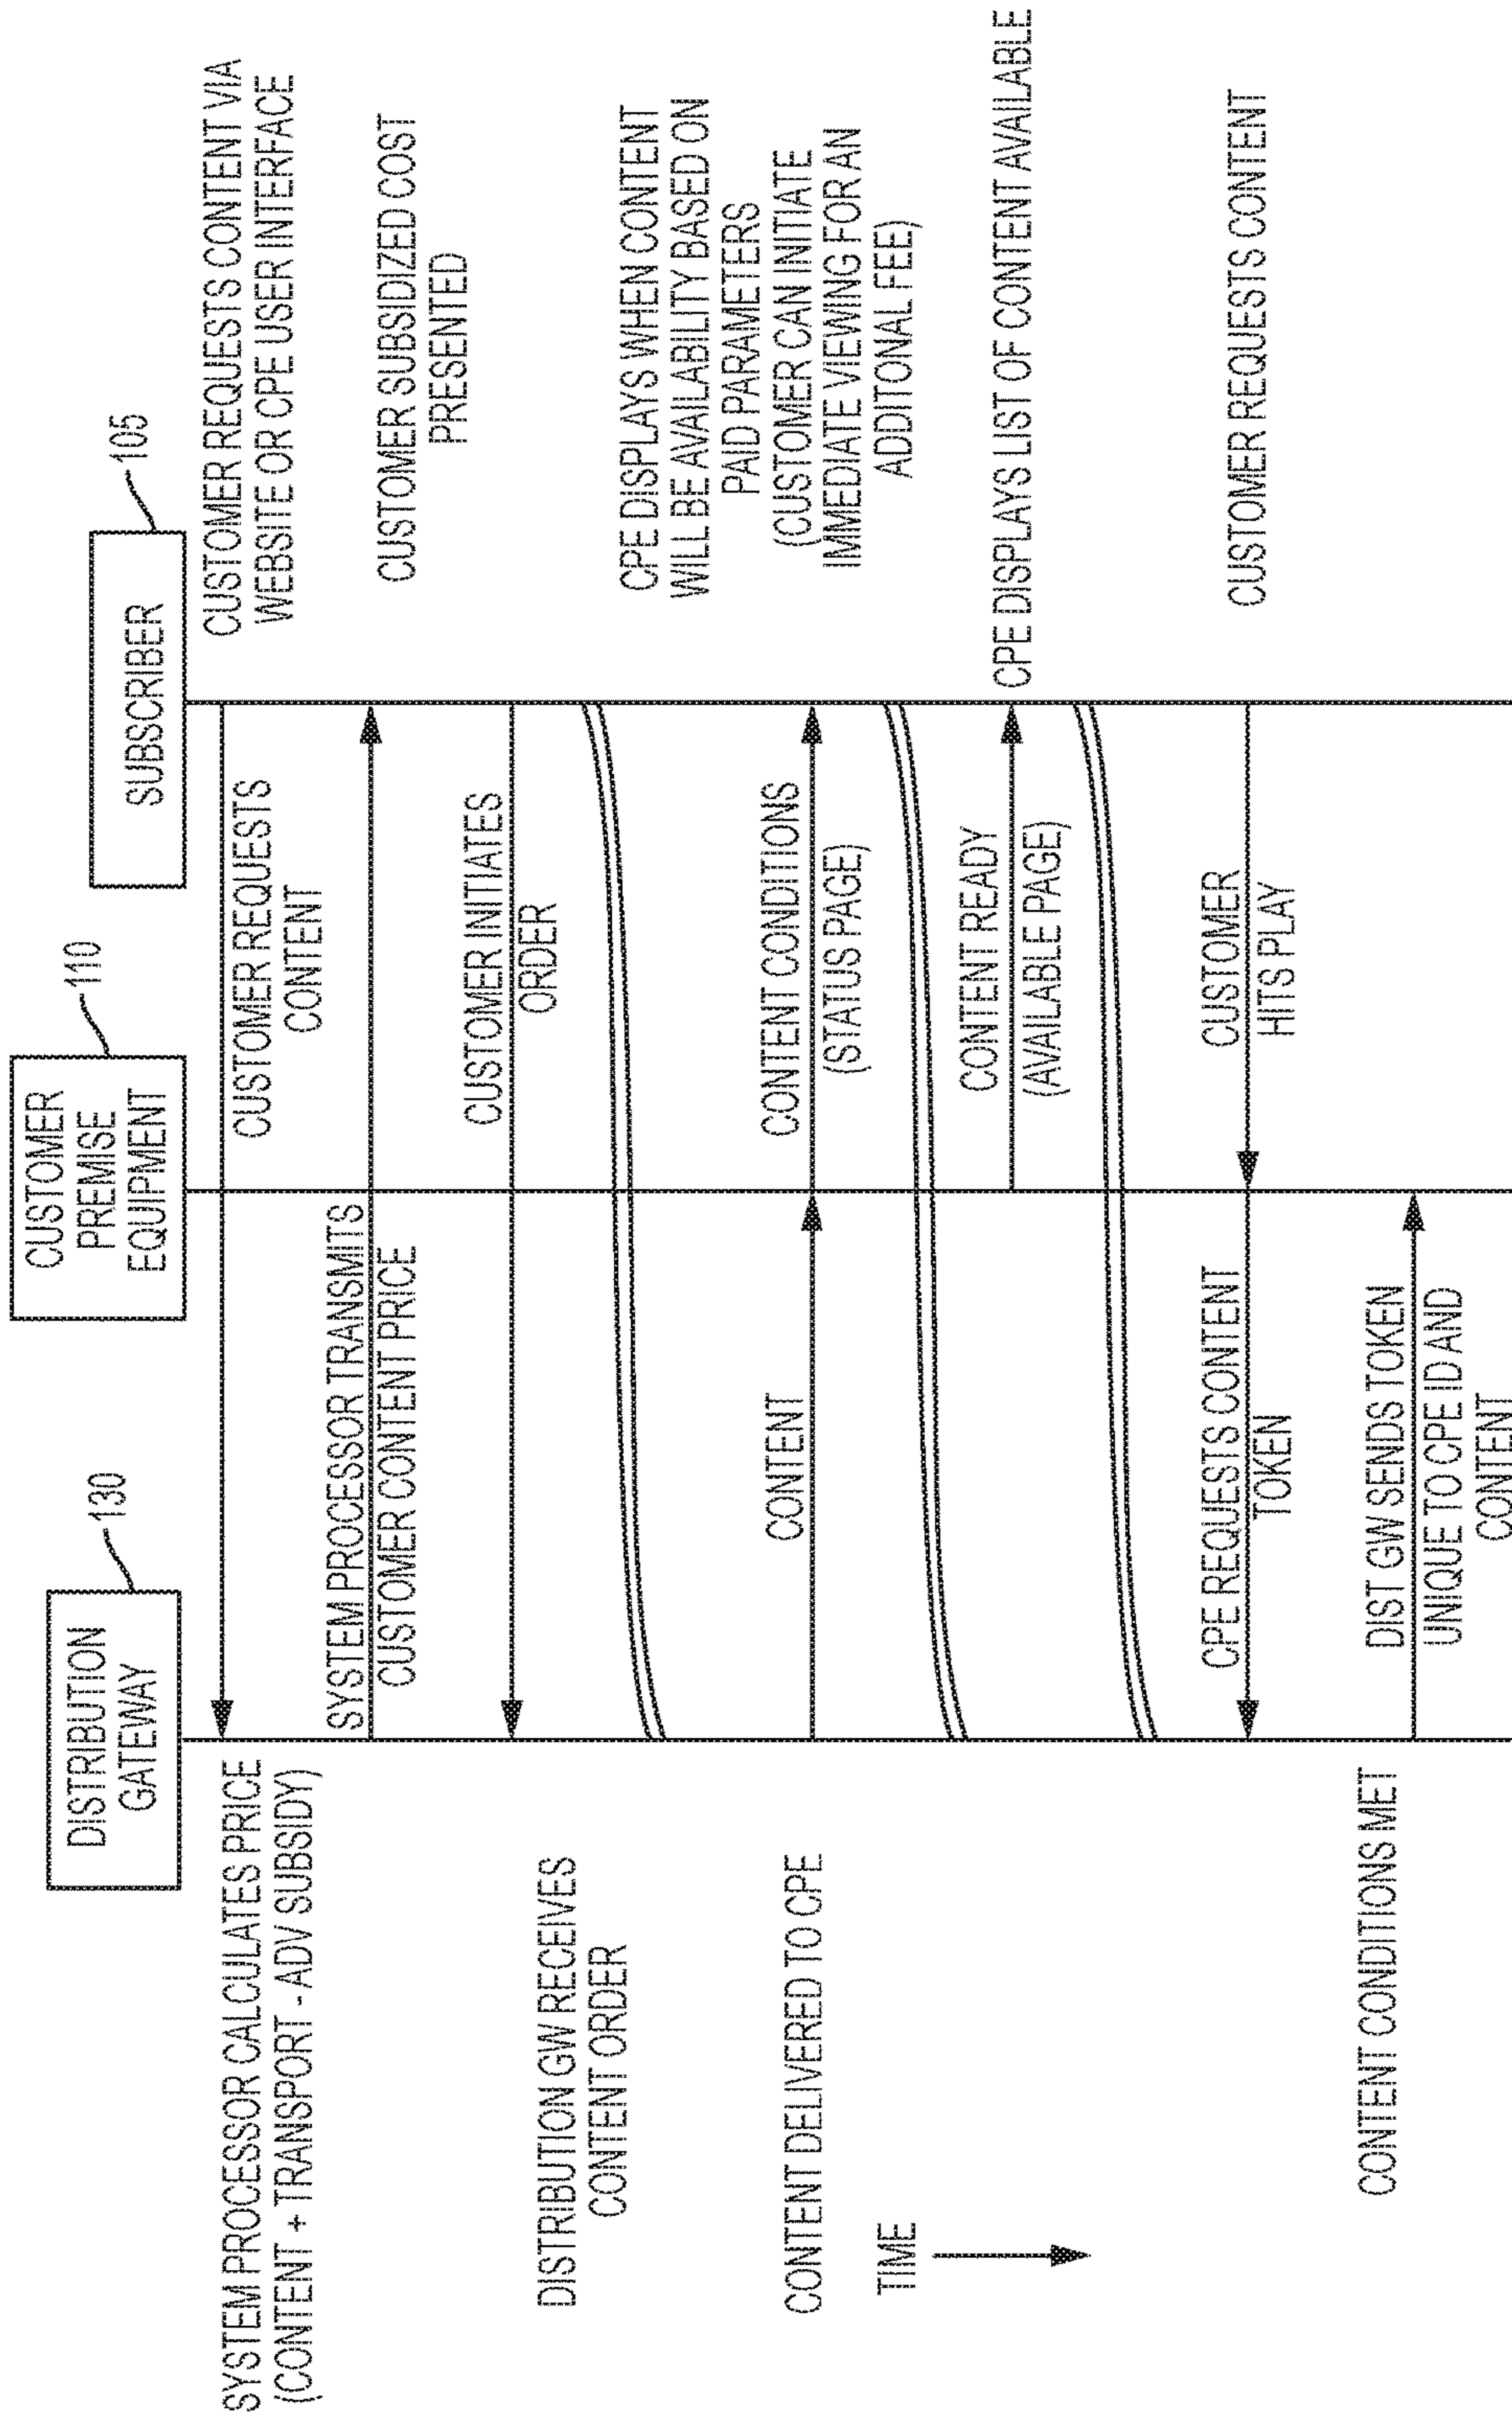 DISTRIBUTION
GATEWAY
130
CUSTOMER
PREMISE
EQUIPMENT
110
SUBSCRIBER
105
SYSTEM PROCESSOR CALCULATES PRICE
(CONTENT + TRANSPORT - ADV SUBSIDY)
CUSTOMER REQUESTS
CONTENT
CUSTOMER REQUESTS CONTENT VIA
WEBSITE OR CPE USER INTERFACE
SYSTEM PROCESSOR TRANSMITS
CUSTOMER CONTENT PRICE
CUSTOMER SUBSIDIZED COST
PRESENTED
CUSTOMER INITIATES
ORDER
DISTRIBUTION GW RECEIVES
CONTENT ORDER
CONTENT DELIVERED TO CPE
CONTENT
CONTENT CONDITIONS
(STATUS PAGE)
CPE DISPLAYS WHEN CONTENT
WILL BE AVAILABILITY BASED ON
PAID PARAMETERS
(CUSTOMER CAN INITIATE
IMMEDIATE VIEWING FOR AN
ADDITONAL FEE)
TIME
CONTENT READY
(AVAILABLE PAGE)
CPE DISPLAYS LIST OF CONTENT AVAILABLE
CPE REQUESTS CONTENT
TOKEN
CUSTOMER
HITS PLAY
CUSTOMER REQUESTS CONTENT
CONTENT CONDITIONS MET
DIST GW SENDS TOKEN
UNIQUE TO CPE ID AND
CONTENT